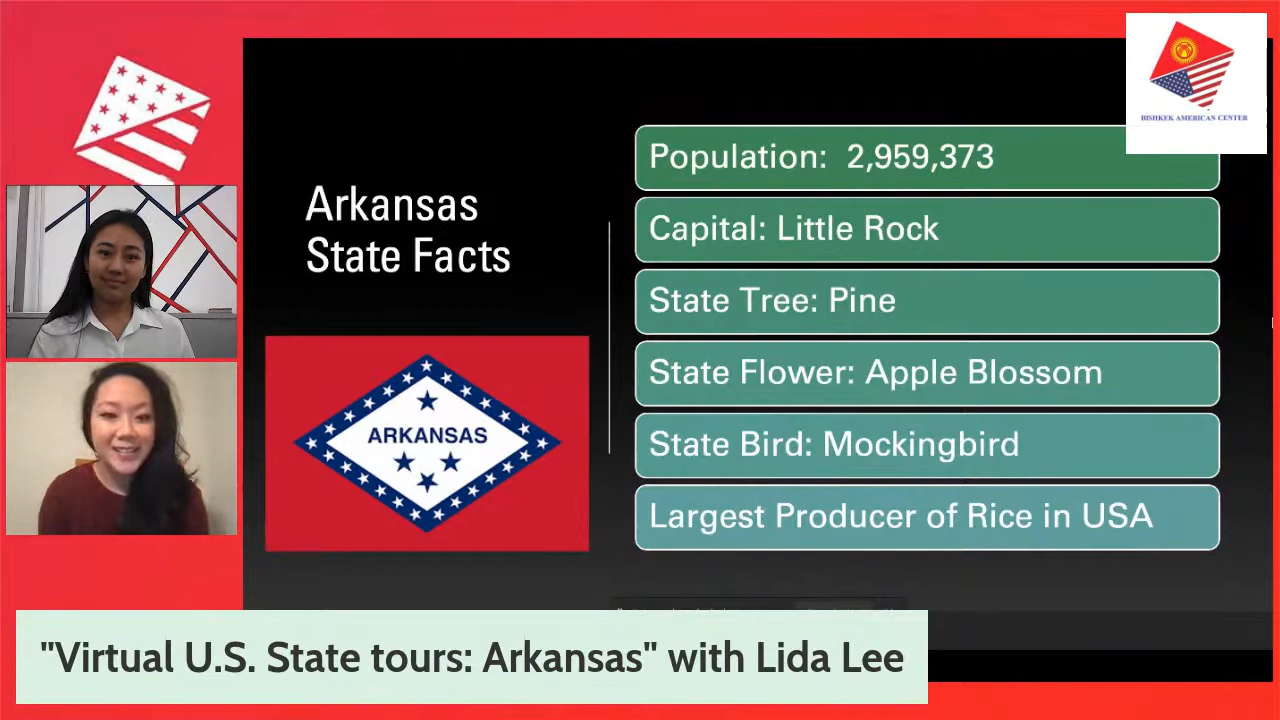 BISHKEK AMERICAN CENTER
Arkansas
State Facts
ARKANSAS
Population: 2,959,373
Capital: Little Rock
State Tree: Pine
State Flower: Apple Blossom
State Bird: Mockingbird
Largest Producer of Rice in USA
"Virtual U.S. State tours: Arkansas" with Lida Lee